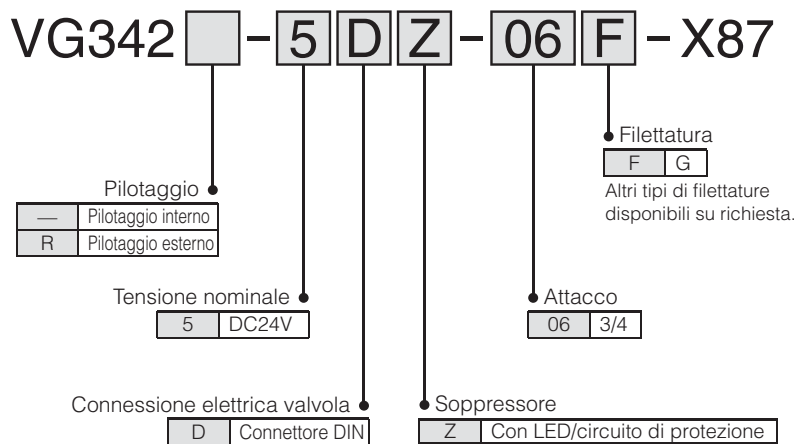 VG342 - 5 D Z - 06 F - X87
Filettatura
F G
Altri tipi di filettature
disponibili su richiesta.
Pilotaggio
— Pilotaggio interno
R Pilotaggio esterno
Tensione nominale
5 DC24V
Attacco
06 3/4
Connessione elettrica valvola
D Connettore DIN
Soppressore
Z Con LED/circuito di protezione